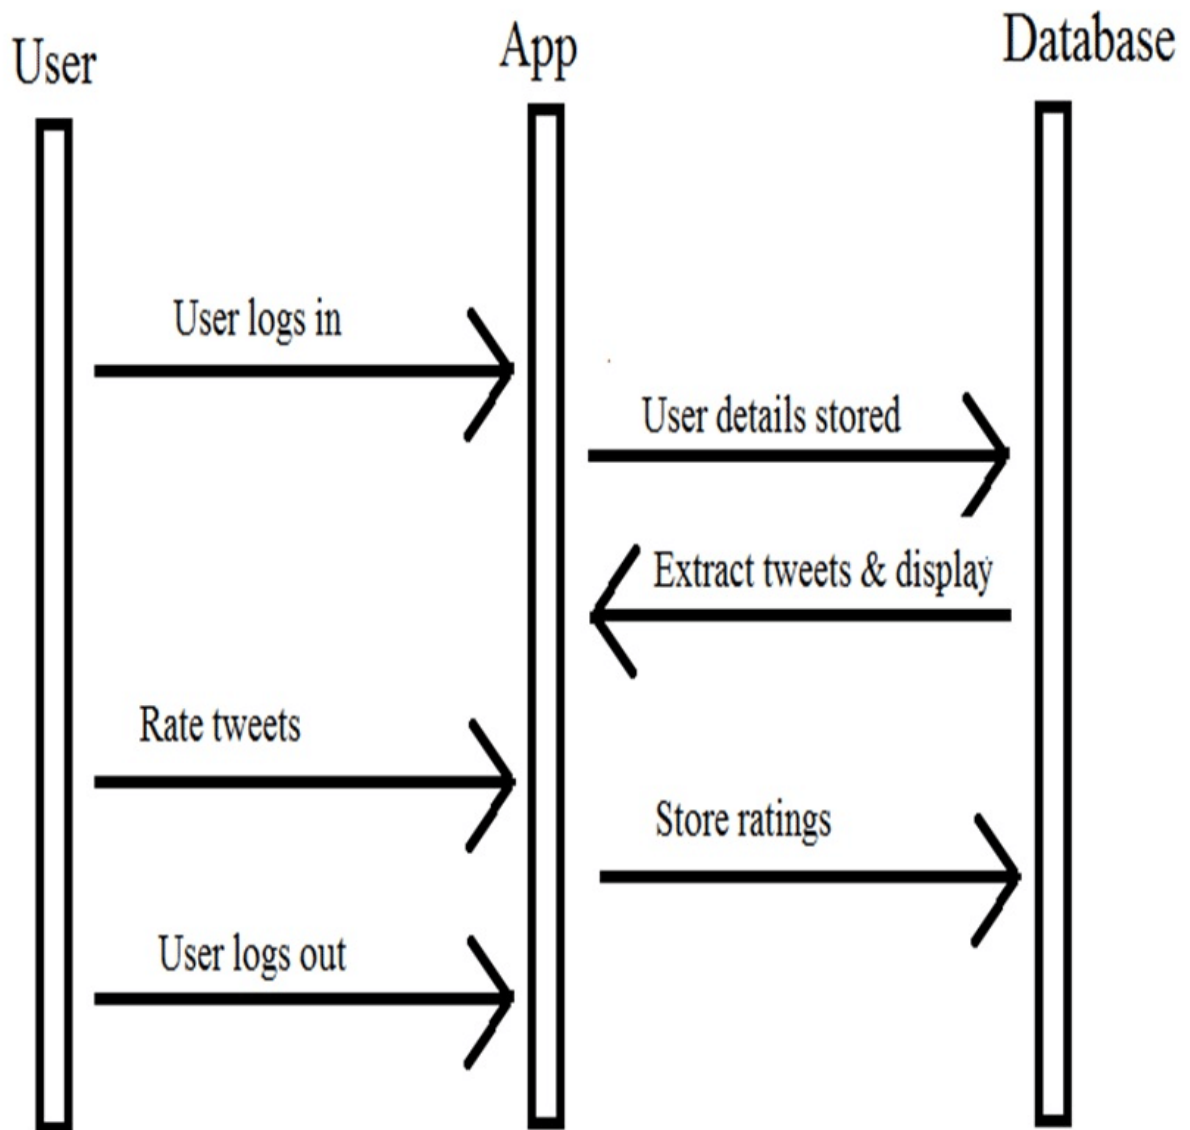 User
App
Database
User logs in
User details stored
Extract tweets & display
Rate tweets
Store ratings
User logs out